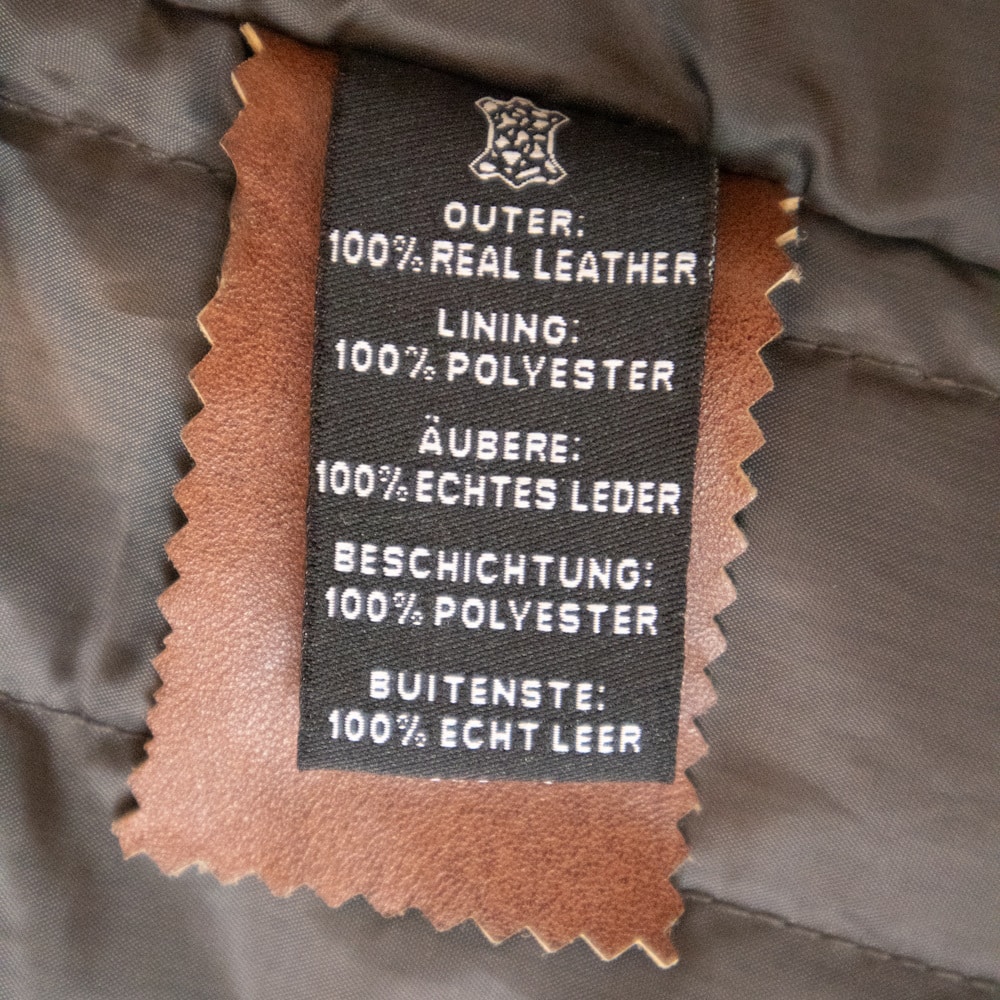 OUTER:
100% REAL LEATHER
LINING:
100% POLYESTER
ÄUBERE:
100% ECHTES LEDER
BESCHICHTUNG:
100% POLYESTER
BUITENSTE:
100% ECHT LEER